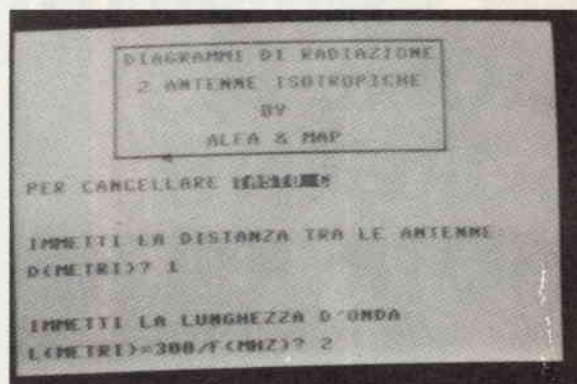 DIAGRAMMI DI RADIAZIONE
2 ANTENNE ISOTROPICHE
BY
ALFA & MAP
PER CANCELLARE
IMMETTI LA DISTANZA TRA LE ANTENNE:
D(METRI)? 1
IMMETTI LA LUNGHEZZA D'ONDA:
L(METRI)=300/F(MHZ)? 2